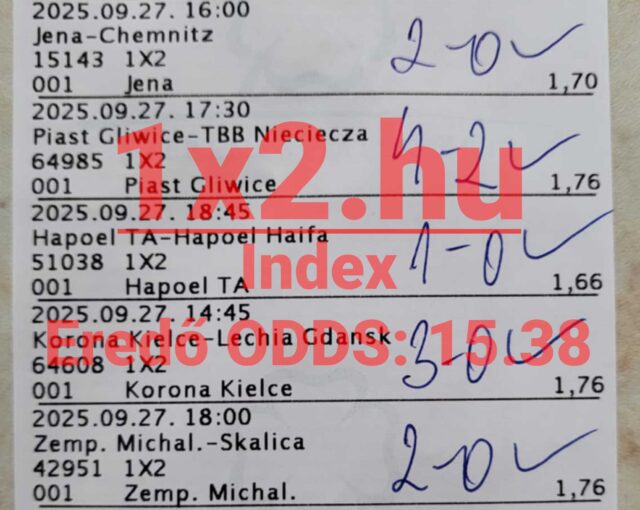 2025.09.27. 16:00
Jena-Chemnitz
2-0 ✓
15143 1X2
001 Jena 1,70
2025.09.27. 17:30
Piast Gliwice-TBB Nieciecza
4-2 ✓
64985 1X2
001 Piast Gliwice 1,76
1x2.hu
2025.09.27. 18:45
Hapoel TA-Hapoel Haifa
1-0 ✓
51038 1X2
Index
001 Hapoel TA 1,66
2025.09.27. 14:45
Korona Kielce-Lechia Gdansk
Eredő ODDS: 15.38
3-0 ✓
64608 1X2
001 Korona Kielce 1,76
2025.09.27. 18:00
Zemp. Michal.-Skalica
2-0 ✓
42951 1X2
001 Zemp. Michal. 1,76